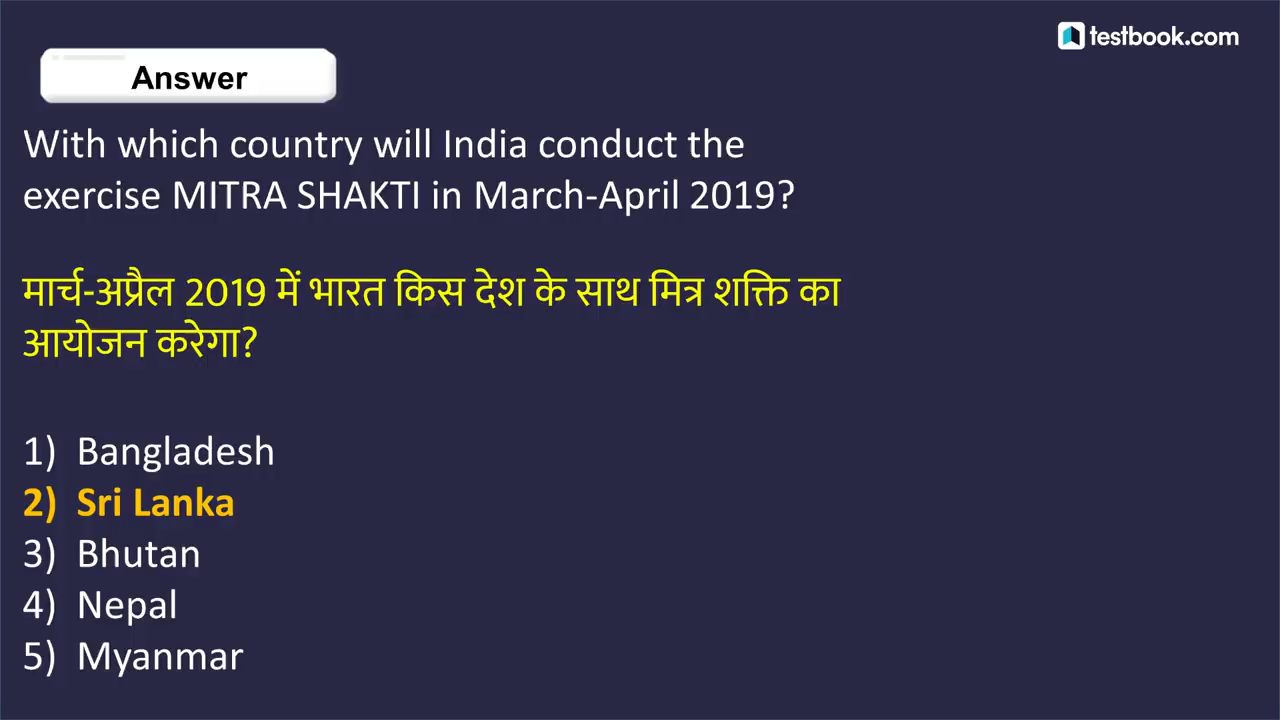 testbook.com
Answer
With which country will India conduct the
exercise MITRA SHAKTI in March-April 2019?
मार्च-अप्रैल 2019 में भारत किस देश के साथ मित्र शक्ति का
आयोजन करेगा?
1) Bangladesh
2) Sri Lanka
3) Bhutan
4) Nepal
5) Myanmar